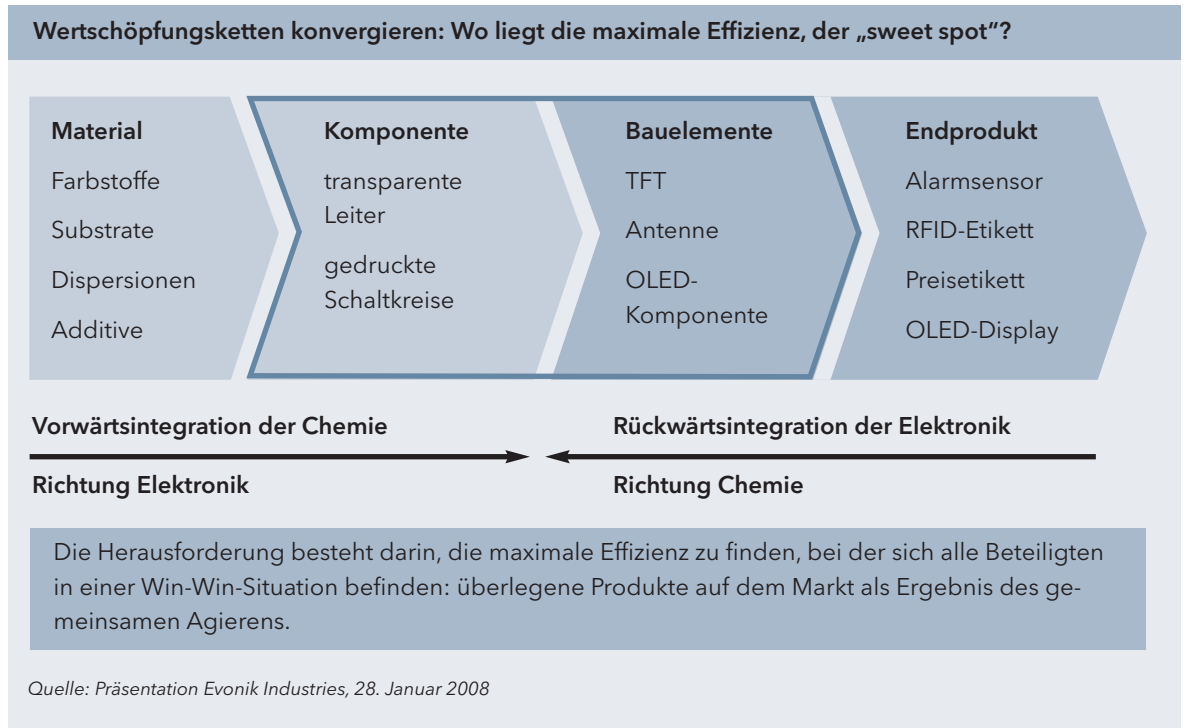 Wertschöpfungsketten konvergieren: Wo liegt die maximale Effizienz, der „sweet spot“?
Material
Farbstoffe
Substrate
Dispersionen
Additive
Komponente
transparente
Leiter
gedruckte
Schaltkreise
Bauelemente
TFT
Antenne
OLED-
Komponente
Endprodukt
Alarmsensor
RFID-Etikett
Preisetikett
OLED-Display
Vorwärtsintegration der Chemie
Richtung Elektronik
Rückwärtsintegration der Elektronik
Richtung Chemie
Die Herausforderung besteht darin, die maximale Effizienz zu finden, bei der sich alle Beteiligten
in einer Win-Win-Situation befinden: überlegene Produkte auf dem Markt als Ergebnis des ge-
meinsamen Agierens.
Quelle: Präsentation Evonik Industries, 28. Januar 2008